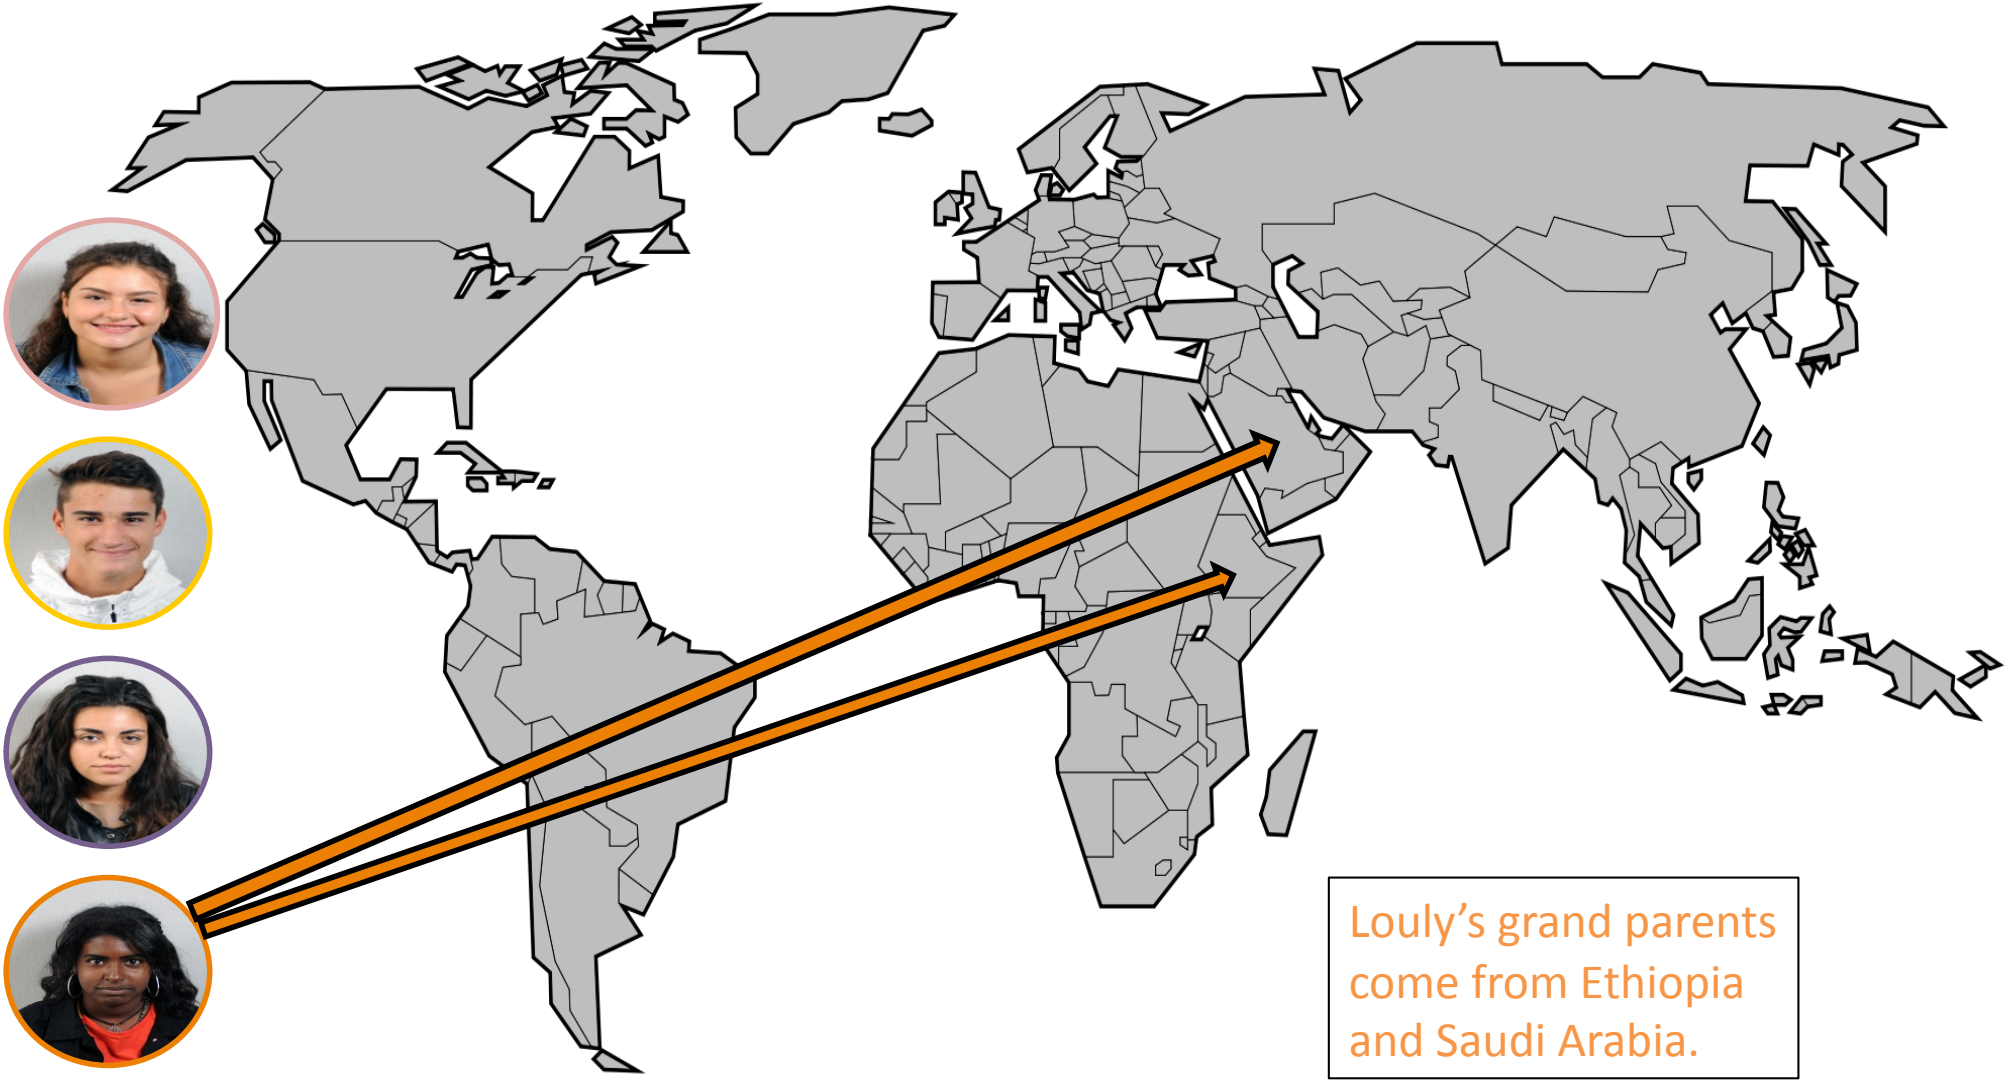 Louly’s grand parents
come from Ethiopia
and Saudi Arabia.